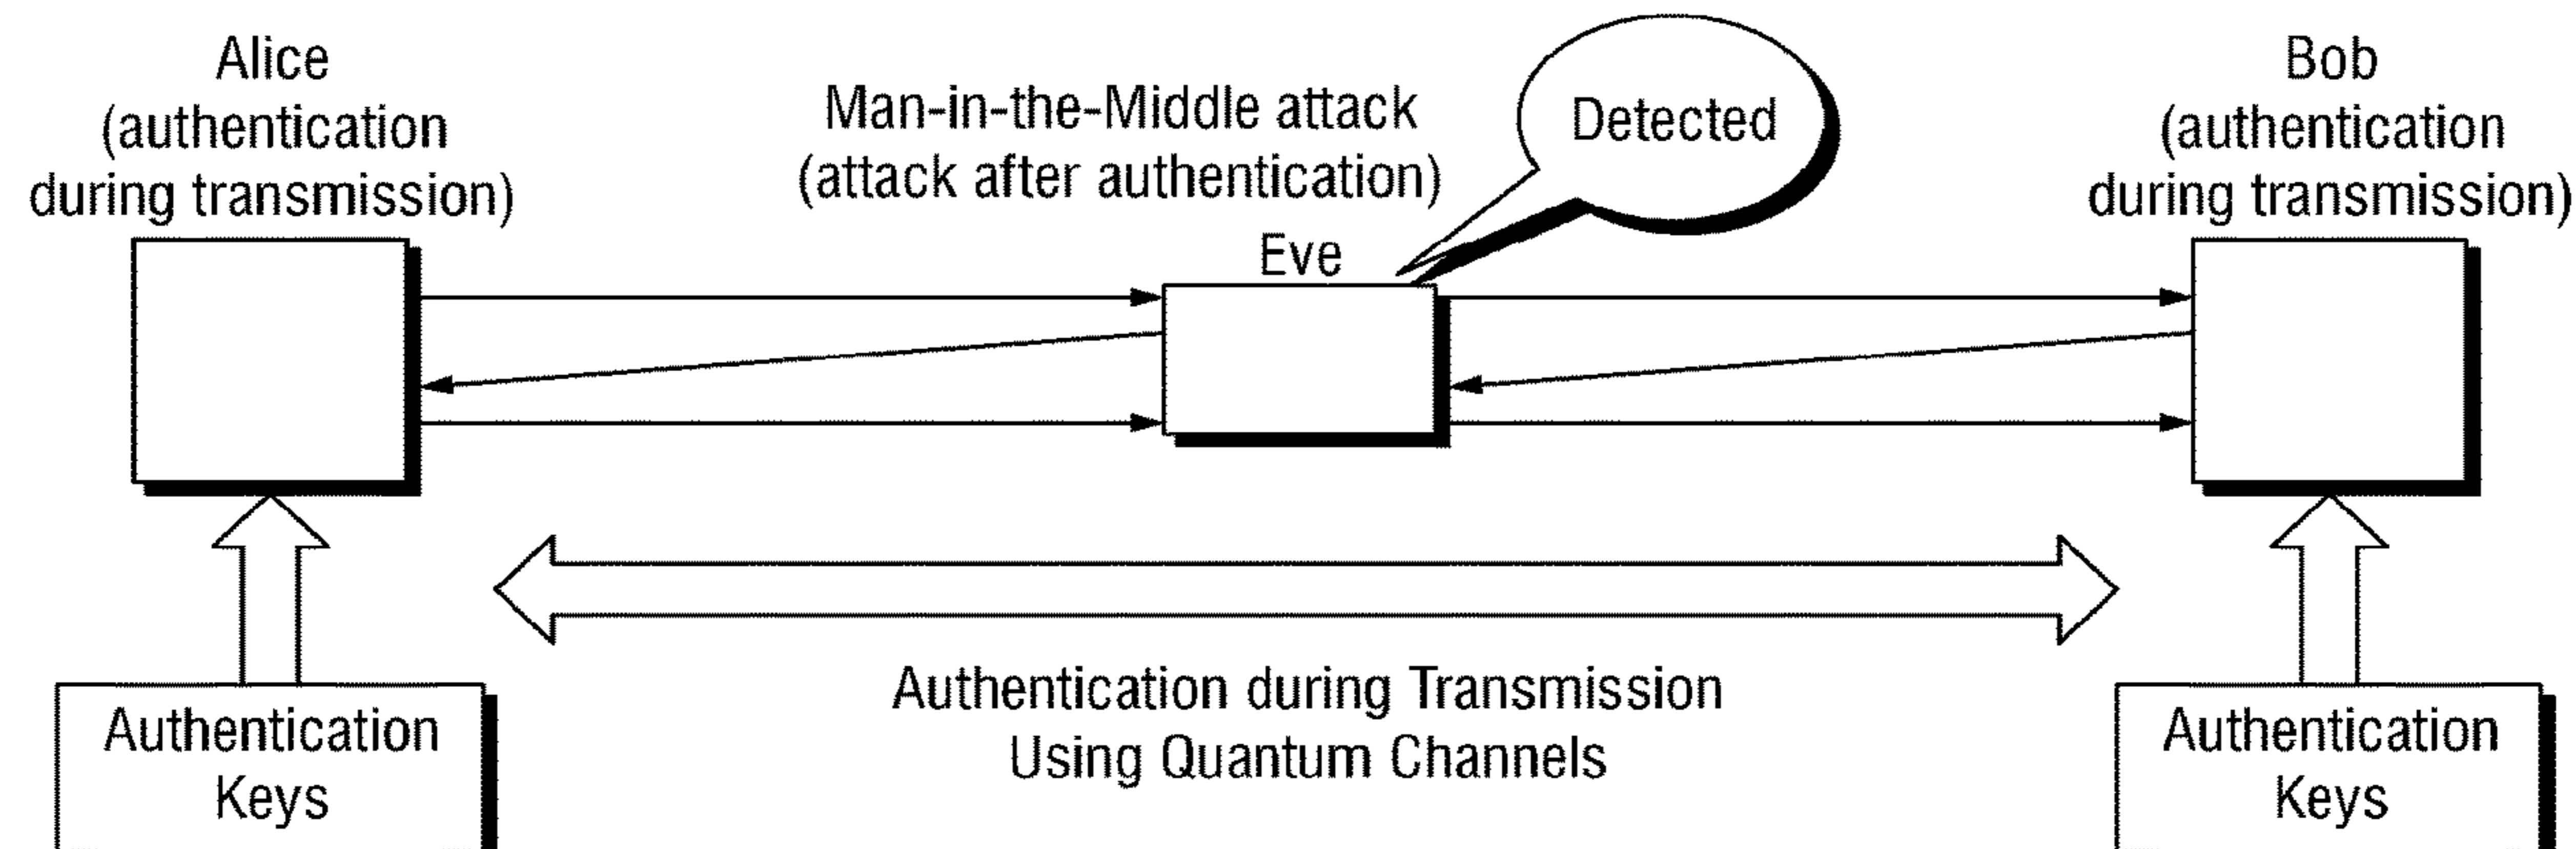 Alice
(authentication
during transmission)
Man-in-the-Middle attack
(attack after authentication)
Eve
Detected
Bob
(authentication
during transmission)
Authentication
Keys
Authentication during Transmission
Using Quantum Channels
Authentication
Keys